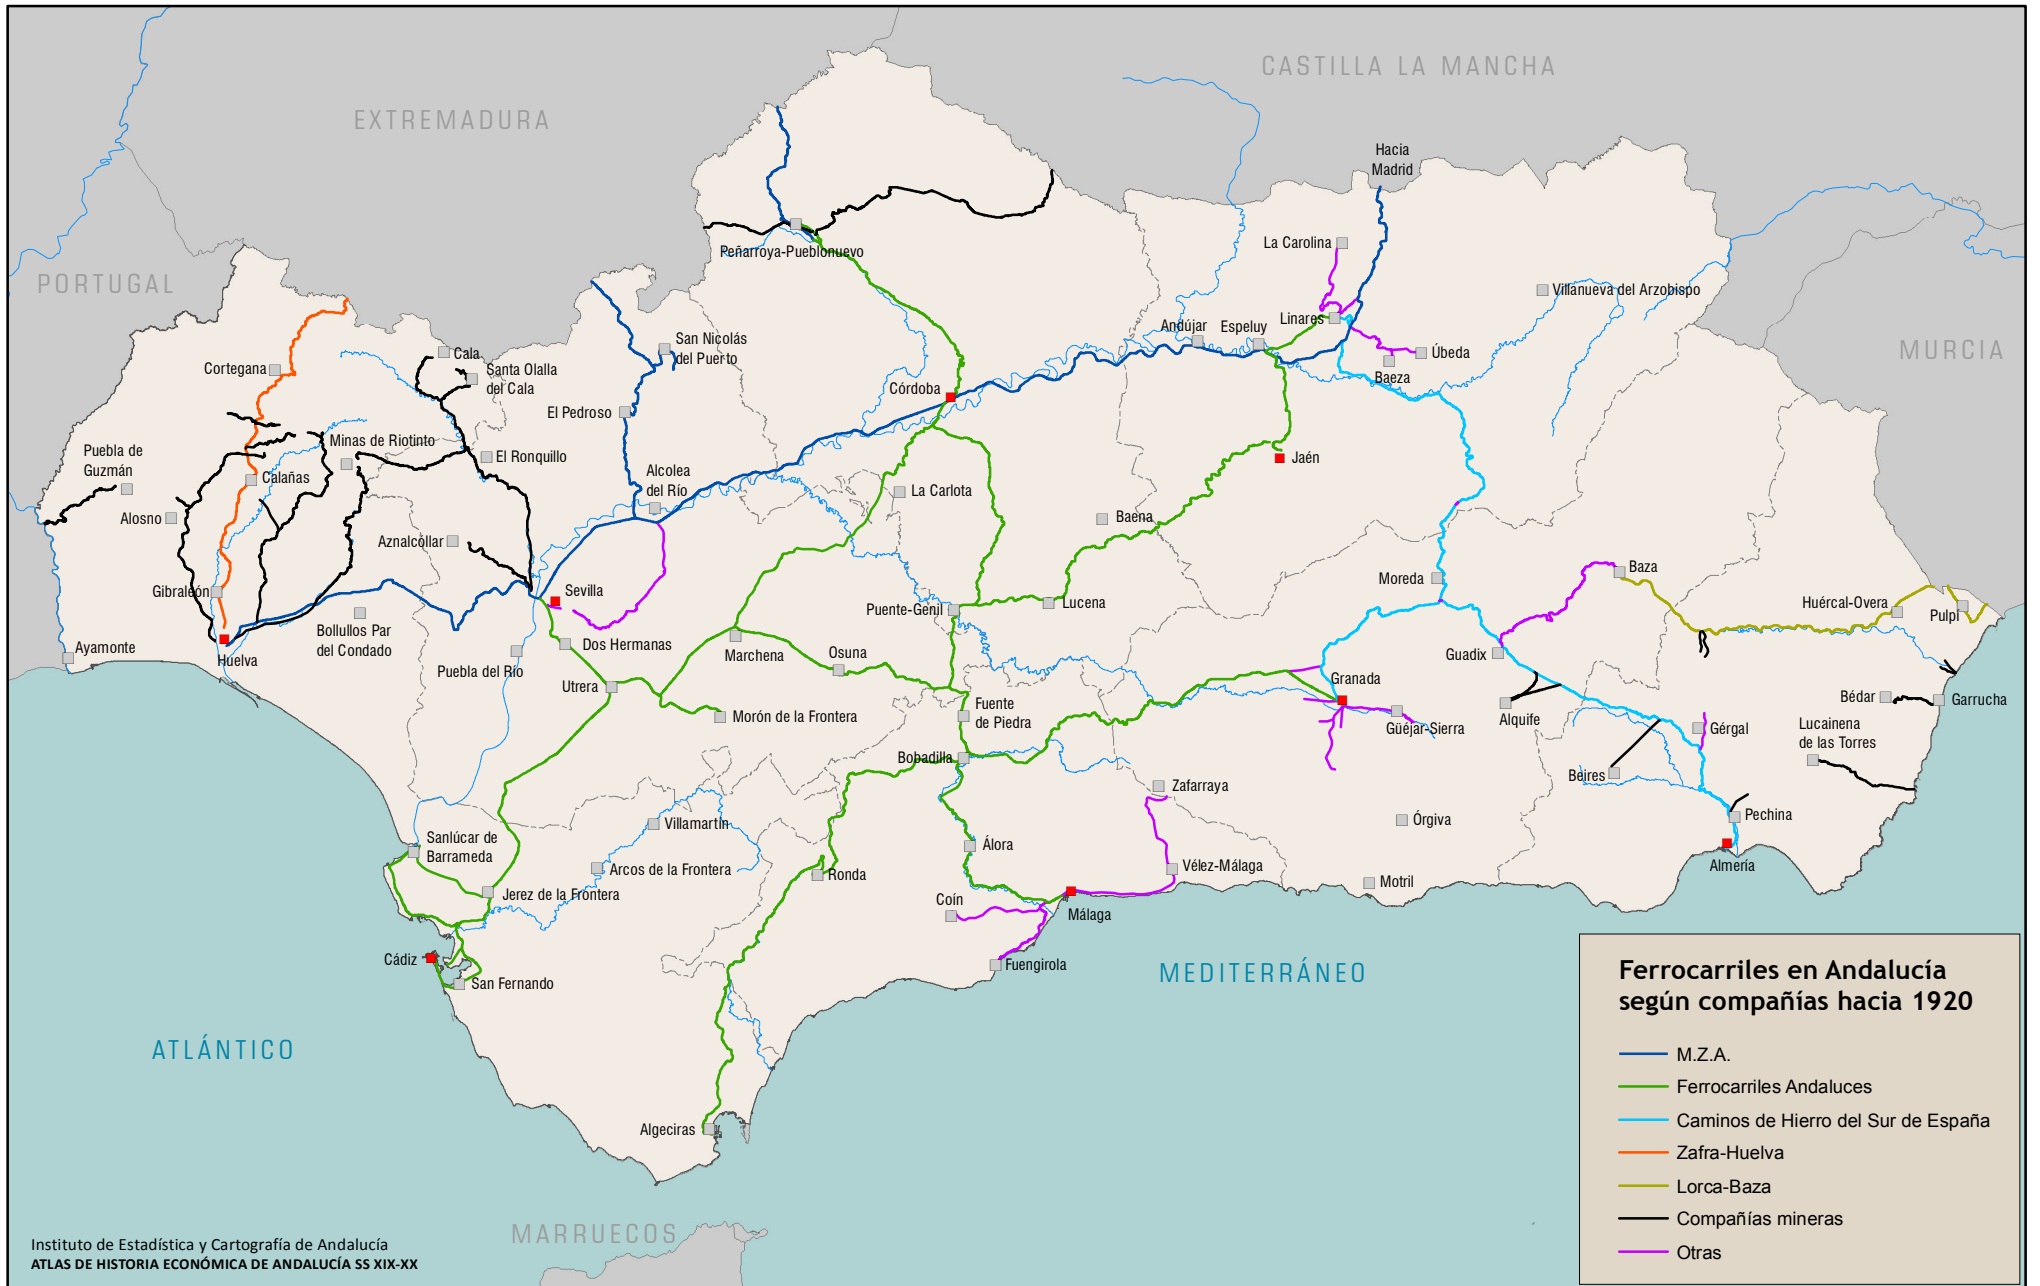 CASTILLA LA MANCHA
EXTREMADURA
Hacia
Madrid
La Carolina
Peñarroya-Pueblonuevo
PORTUGAL
Villanueva del Arzobispo
Linares
Andújar
Espeluy
San Nicolás
del Puerto
Cala
Úbeda
MURCIA
Cortegana
Santa Olalla
del Cala
Baeza
Córdoba
El Pedroso
Minas de Riotinto
Puebla de
Guzmán
El Ronquillo
Jaén
Calañas
Alcolea
del Río
La Carlota
Alosno
Baena
Aznalcóllar
Baza
Moreda
Gibraleón
Sevilla
Huércal-Overa
Pulpí
Puente-Genil
Lucena
Bollullos Par
del Condado
Dos Hermanas
Ayamonte
Huelva
Marchena
Osuna
Guadix
Puebla del Río
Utrera
Granada
Bédar
Garrucha
Morón de la Frontera
Fuente
de Piedra
Alquife
Güéjar-Sierra
Gérgal
Lucainena
de las Torres
Bobadilla
Beires
Zafarraya
Pechina
Villamartín
Órgiva
Sanlúcar de
Barrameda
Álora
Arcos de la Frontera
Ronda
Vélez-Málaga
Almería
Motril
Jerez de la Frontera
Coín
Málaga
Cádiz
Fuengirola
San Fernando
MEDITERRÁNEO
ATLÁNTICO
Algeciras
MARRUECOS
Ferrocarriles en Andalucía
según compañías hacia 1920
M.Z.A.
Ferrocarriles Andaluces
Caminos de Hierro del Sur de España
Zafra-Huelva
Lorca-Baza
Compañías mineras
Otras
Instituto de Estadística y Cartografía de Andalucía
ATLAS DE HISTORIA ECONÓMICA DE ANDALUCÍA SS XIX-XX